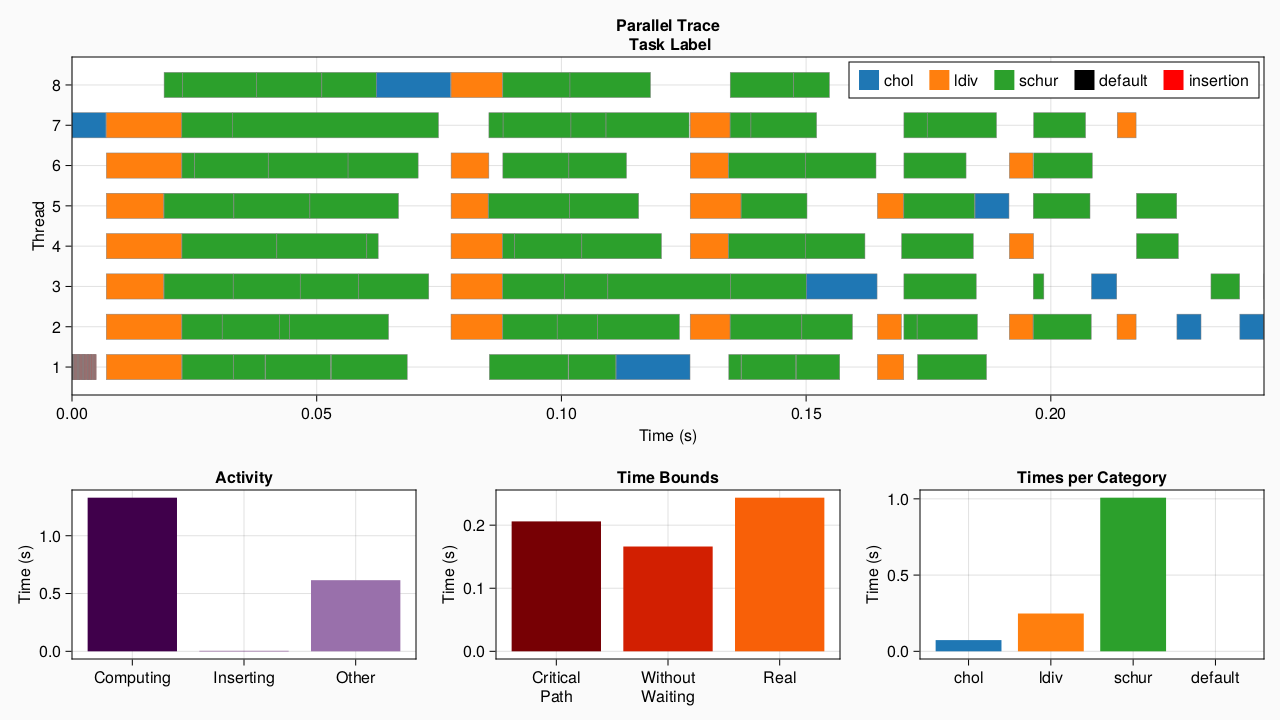 Parallel Trace
Task Label
chol ldiv schur default insertion
Thread
8
7
6
5
4
3
2
1
0.00 0.05 0.10 0.15 0.20
Time (s)
Activity
Time (s)
1.0
0.5
0.0
Computing Inserting Other
Time Bounds
Time (s)
0.2
0.1
0.0
Critical Path Without Waiting Real
Times per Category
Time (s)
1.0
0.5
0.0
chol ldiv schur default